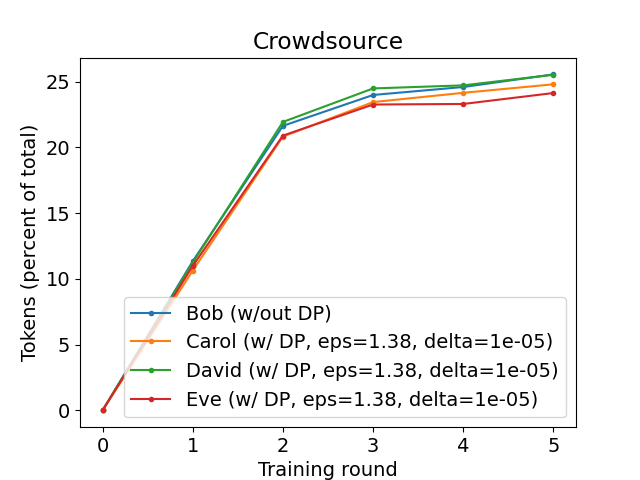 Crowdsource
Tokens (percent of total)
25
20
15
10
5
0
Bob (w/out DP)
Carol (w/ DP, eps=1.38, delta=1e-05)
David (w/ DP, eps=1.38, delta=1e-05)
Eve (w/ DP, eps=1.38, delta=1e-05)
0 1 2 3 4 5
Training round